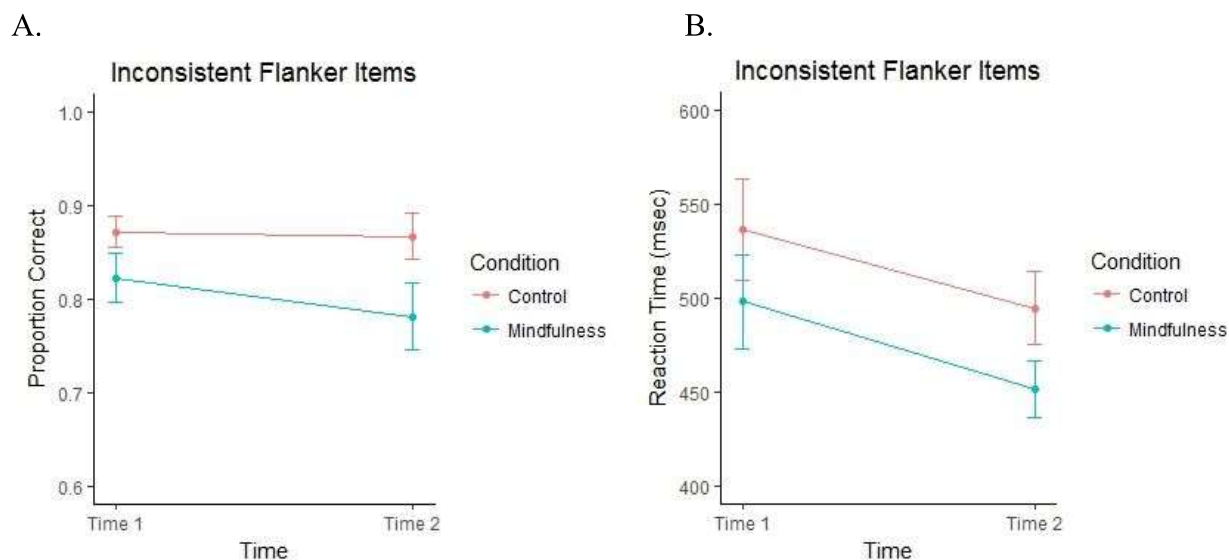 A.
Inconsistent Flanker Items
1.0
0.9
0.8
0.7
0.6
Proportion Correct
Time 1
Time 2
Time
Condition
Control
Mindfulness
B.
Inconsistent Flanker Items
600
550
500
450
400
Reaction Time (msec)
Time 1
Time 2
Time
Condition
Control
Mindfulness